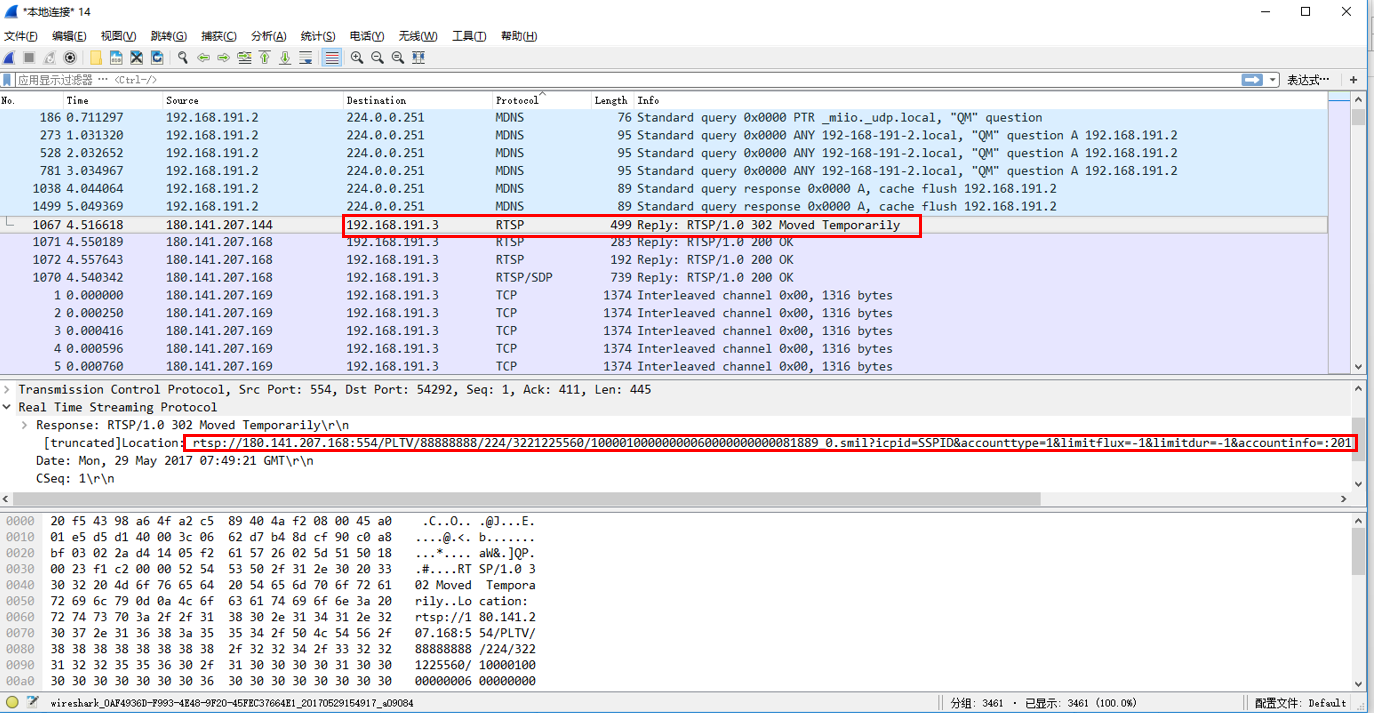 *本地连接* 14
文件(F) 编辑(E) 视图(V) 跳转(G) 捕获(C) 分析(A) 统计(S) 电话(Y) 无线(W) 工具(T) 帮助(H)
应用显示过滤器 … <Ctrl-/> 表达式… +
No. Time Source Destination Protocol Length Info
186 0.711297 192.168.191.2 224.0.0.251 MDNS 76 Standard query 0x0000 PTR _miio._udp.local, "QM" question
273 1.031320 192.168.191.2 224.0.0.251 MDNS 95 Standard query 0x0000 ANY 192-168-191-2.local, "QM" question A 192.168.191.2
528 2.032652 192.168.191.2 224.0.0.251 MDNS 95 Standard query 0x0000 ANY 192-168-191-2.local, "QM" question A 192.168.191.2
781 3.034967 192.168.191.2 224.0.0.251 MDNS 95 Standard query 0x0000 ANY 192-168-191-2.local, "QM" question A 192.168.191.2
1038 4.044064 192.168.191.2 224.0.0.251 MDNS 89 Standard query response 0x0000 A, cache flush 192.168.191.2
1499 5.049369 192.168.191.2 224.0.0.251 MDNS 89 Standard query response 0x0000 A, cache flush 192.168.191.2
1067 4.516618 180.141.207.144 192.168.191.3 RTSP 499 Reply: RTSP/1.0 302 Moved Temporarily
1071 4.550189 180.141.207.168 192.168.191.3 RTSP 283 Reply: RTSP/1.0 200 OK
1072 4.557643 180.141.207.168 192.168.191.3 RTSP 192 Reply: RTSP/1.0 200 OK
1070 4.540342 180.141.207.168 192.168.191.3 RTSP/SDP 739 Reply: RTSP/1.0 200 OK
1 0.000000 180.141.207.169 192.168.191.3 TCP 1374 Interleaved channel 0x00, 1316 bytes
2 0.000250 180.141.207.169 192.168.191.3 TCP 1374 Interleaved channel 0x00, 1316 bytes
3 0.000416 180.141.207.169 192.168.191.3 TCP 1374 Interleaved channel 0x00, 1316 bytes
4 0.000596 180.141.207.169 192.168.191.3 TCP 1374 Interleaved channel 0x00, 1316 bytes
5 0.000760 180.141.207.169 192.168.191.3 TCP 1374 Interleaved channel 0x00, 1316 bytes
Transmission Control Protocol, Src Port: 554, Dst Port: 54292, Seq: 1, Ack: 411, Len: 445
Real Time Streaming Protocol
Response: RTSP/1.0 302 Moved Temporarily\r\n
[truncated]Location: rtsp://180.141.207.168:554/PLTV/88888888/224/3221225560/10000100000000060000000000081889_0.smil?icpid=SSPID&accounttype=1&limitflux=-1&limitdur=-1&accountinfo=:201
Date: Mon, 29 May 2017 07:49:21 GMT\r\n
CSeq: 1\r\n
0000 20 f5 43 98 a6 4f a2 c5 89 40 4a f2 08 00 45 a0 .C..O.. .@J...E.
0010 01 e5 d5 d1 40 00 3c 06 62 d7 b4 8d cf 90 c0 a8 ....@.<. b.......
0020 bf 03 02 2a d4 14 05 f2 61 57 26 02 5d 51 50 18 ...*.... aW&.]QP.
0030 00 23 f1 c2 00 00 52 54 53 50 2f 31 2e 30 20 33 .#....RT SP/1.0 3
0040 30 32 20 4d 6f 76 65 64 20 54 65 6d 70 6f 72 61 02 Moved Tempora
0050 72 69 6c 79 0d 0a 4c 6f 63 61 74 69 6f 6e 3a 20 rily..Lo cation:
0060 72 74 73 70 3a 2f 2f 31 38 30 2e 31 34 31 2e 32 rtsp://1 80.141.2
0070 30 37 2e 31 36 38 3a 35 35 34 2f 50 4c 54 56 2f 07.168:5 54/PLTV/
0080 38 38 38 38 38 38 38 38 2f 32 32 34 2f 33 32 32 88888888 /224/322
0090 31 32 32 35 35 36 30 2f 31 30 30 30 30 31 30 30 1225560/ 10000100
00a0 30 30 30 30 30 30 30 36 30 30 30 30 30 30 30 30 00000006 00000000
wireshark_0AF4936D-F993-4E48-9F20-45FEC37664E1_20170529154917_a09084 分组: 3461 · 已显示: 3461 (100.0%) 配置文件: Default